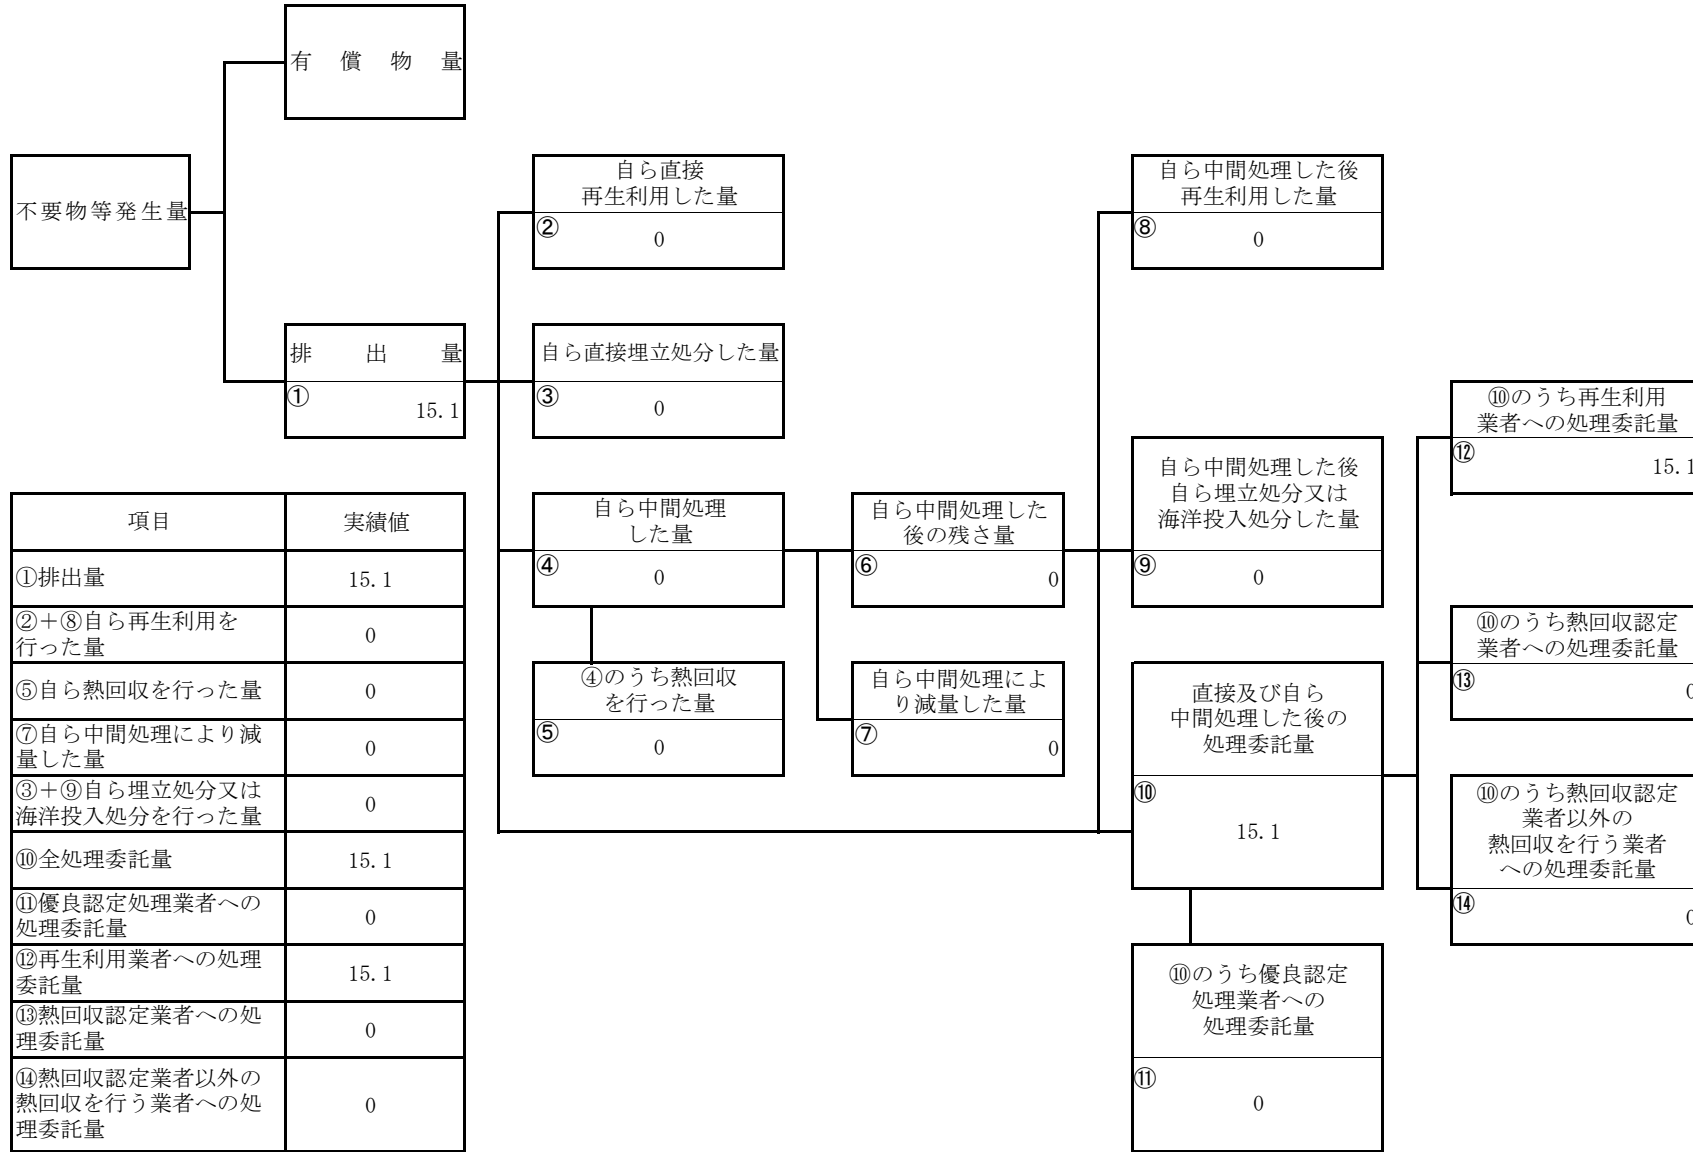 有償物量
不要物等発生量
排出量
①
15.1
自ら直接
再生利用した量
②
0
自ら直接埋立処分した量
③
0
自ら中間処理
した量
④
0
④のうち熱回収
を行った量
⑤
0
自ら中間処理した
後の残さ量
⑥
0
自ら中間処理によ
り減量した量
⑦
0
自ら中間処理した後
再生利用した量
⑧
0
自ら中間処理した後
自ら埋立処分又は
海洋投入処分した量
⑨
0
直接及び自ら
中間処理した後の
処理委託量
⑩
15.1
⑩のうち優良認定
処理業者への
処理委託量
⑪
0
⑩のうち再生利用
業者への処理委託量
⑫
15.1
⑩のうち熱回収認定
業者への処理委託量
⑬
0
⑩のうち熱回収認定
業者以外の
熱回収を行う業者
への処理委託量
⑭
0
項目 実績値
①排出量 15.1
②+⑧自ら再生利用を
行った量 0
⑤自ら熱回収を行った量 0
⑦自ら中間処理により減
量した量 0
③+⑨自ら埋立処分又は
海洋投入処分を行った量 0
⑩全処理委託量 15.1
⑪優良認定処理業者への
処理委託量 0
⑫再生利用業者への処理
委託量 15.1
⑬熱回収認定業者への処
理委託量 0
⑭熱回収認定業者以外の
熱回収を行う業者への処
理委託量 0